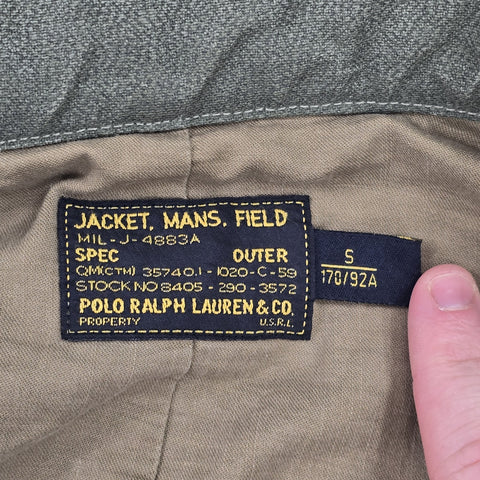 JACKET, MANS, FIELD
MIL-J-4883A
SPEC OUTER
QM(CTM) 35740.1-1020-C-59
STOCK NO 8405-290-3572
POLO RALPH LAUREN & CO.
PROPERTY U.S.R.L.
S
170/92A